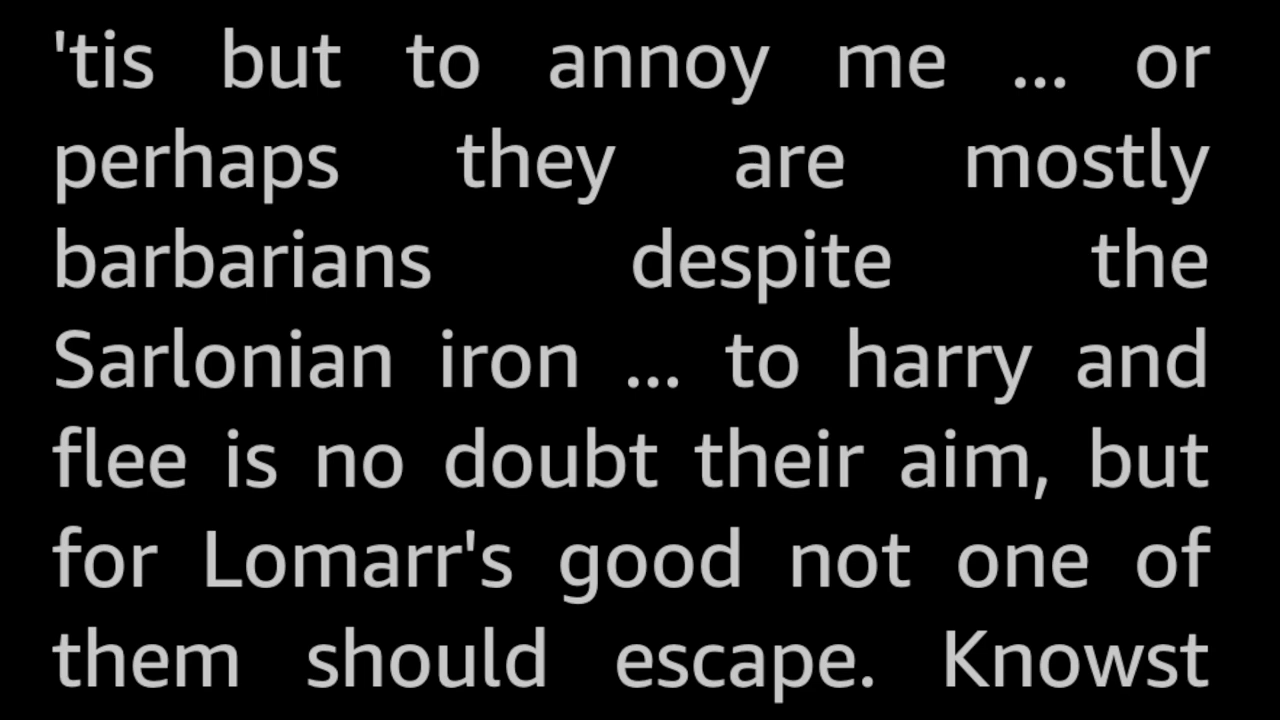 'tis but to annoy me ... or
perhaps they are mostly
barbarians despite the
Sarlonian iron ... to harry and
flee is no doubt their aim, but
for Lomarr's good not one of
them should escape. Knowst